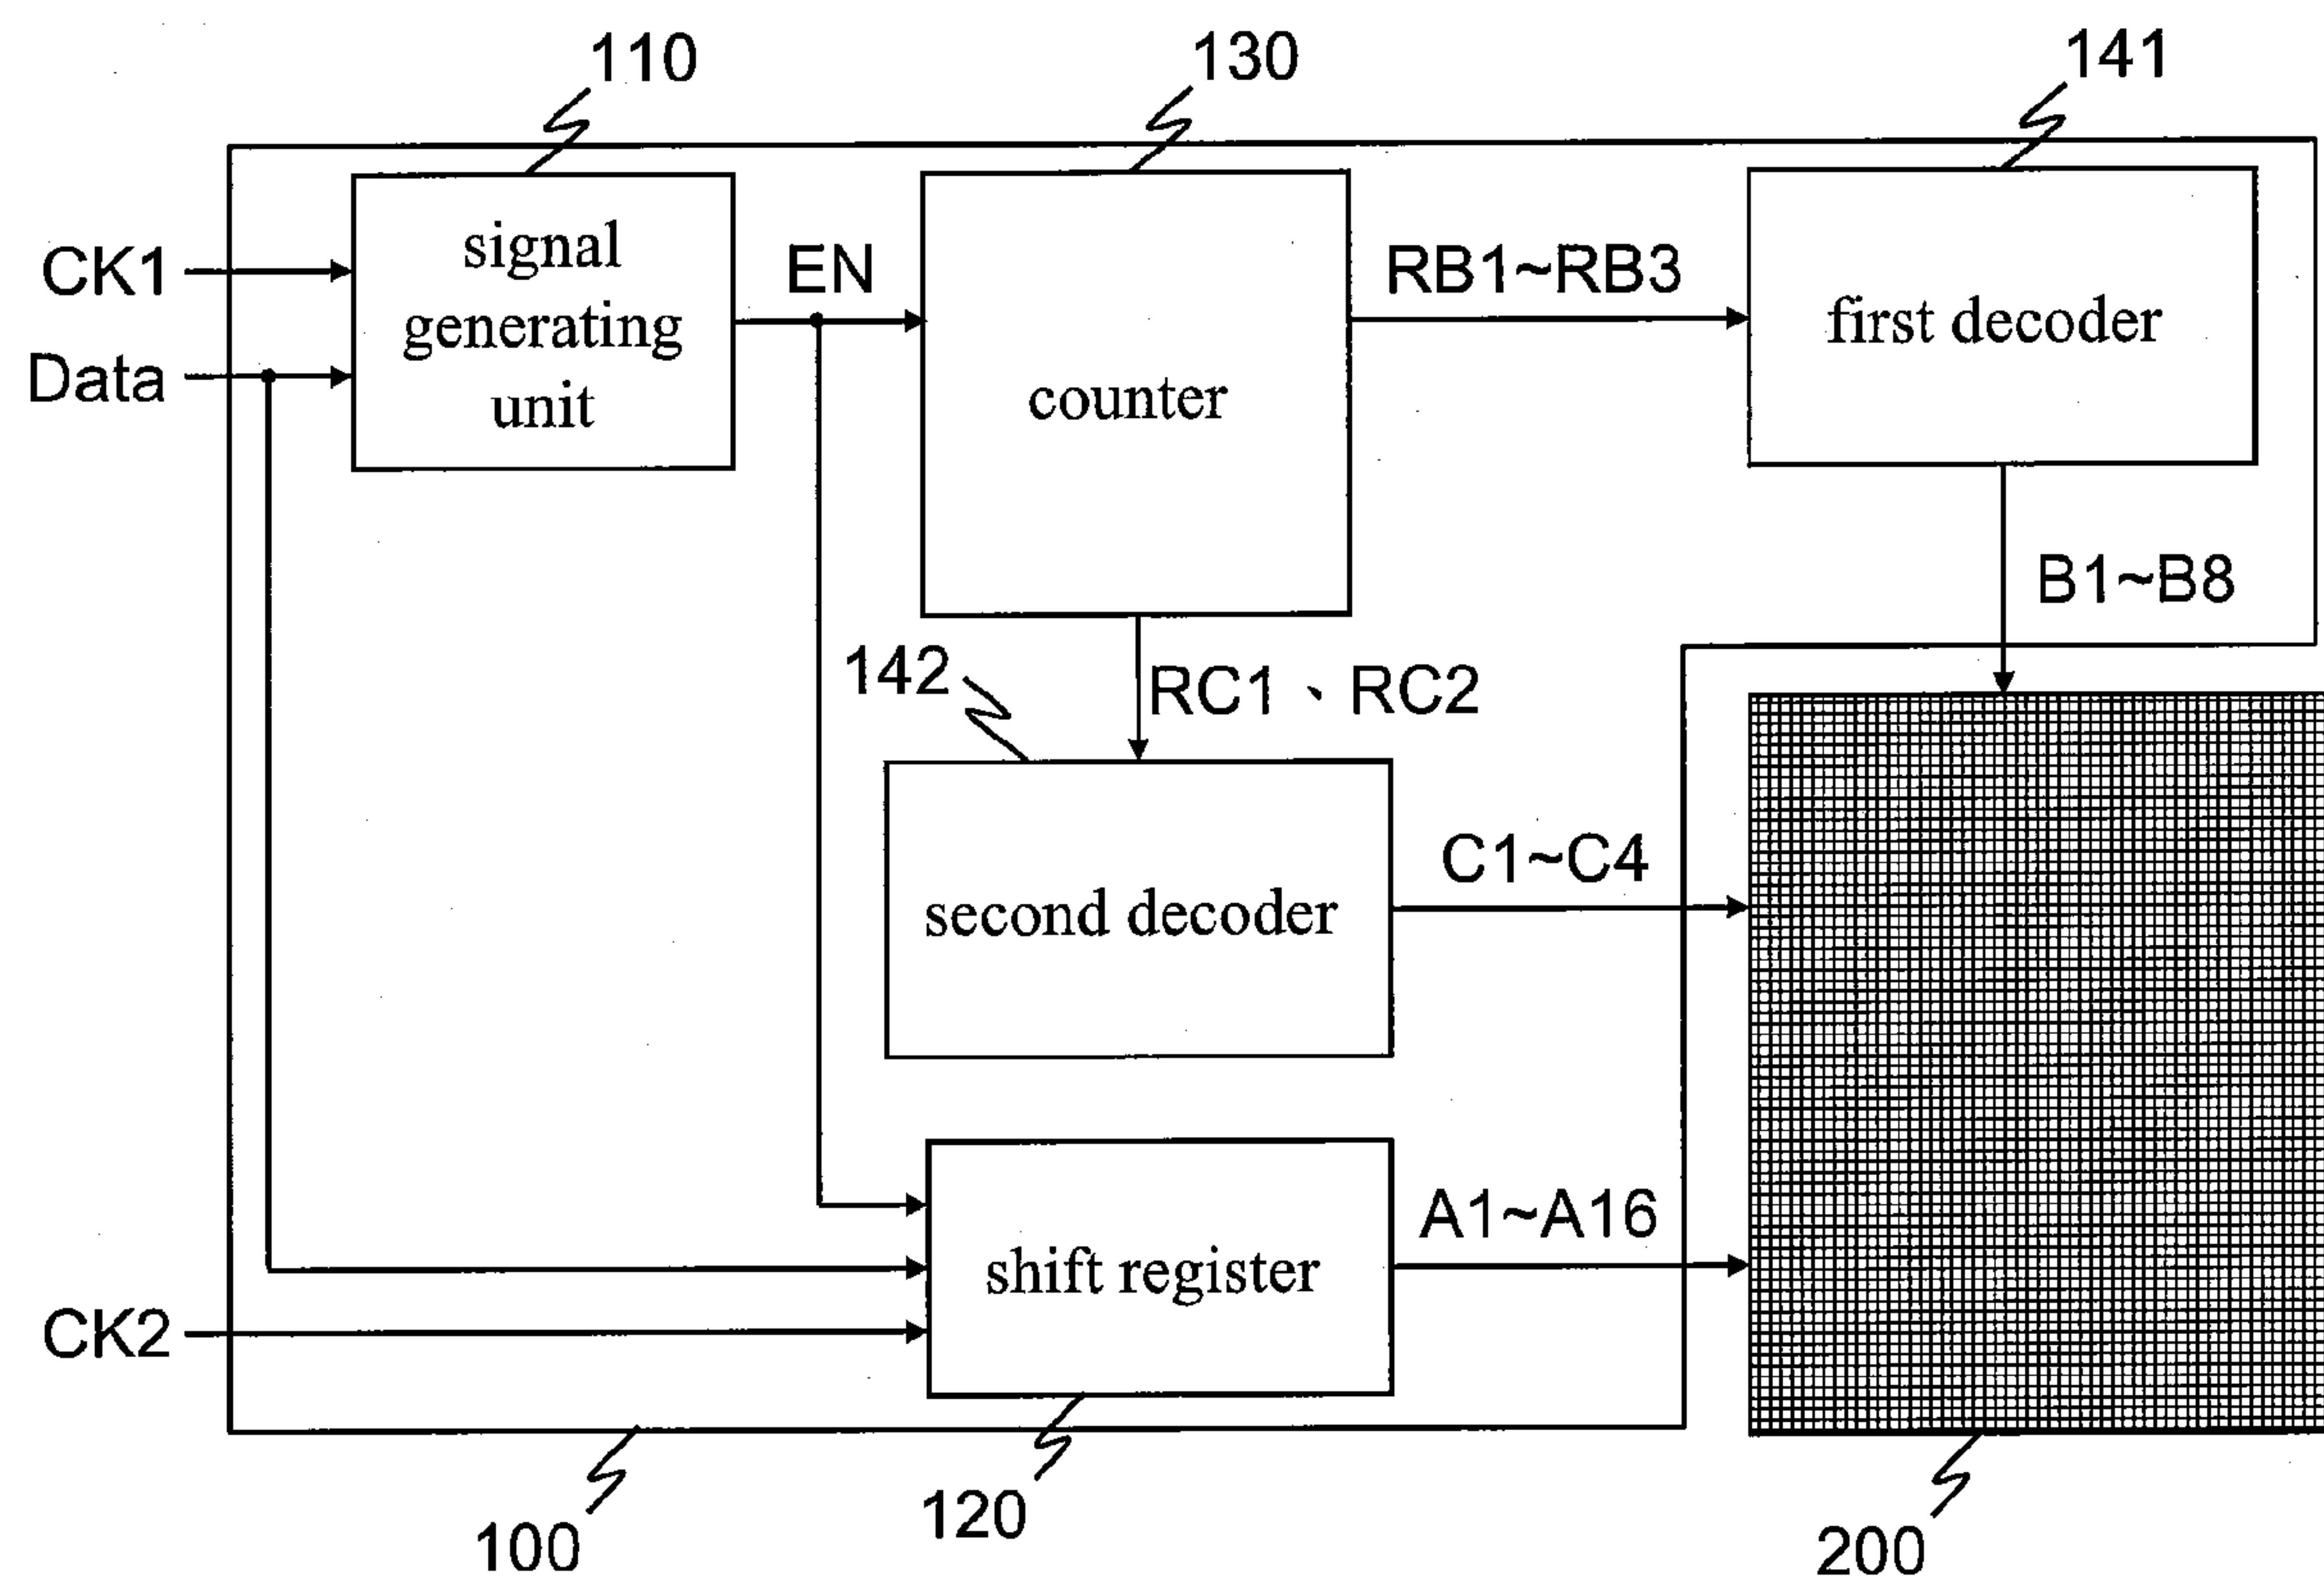 110
130
141
CK1
signal
generating
unit
EN
RB1~RB3
first decoder
Data
counter
B1~B8
142
RC1、RC2
C1~C4
second decoder
A1~A16
shift register
CK2
100
120
200